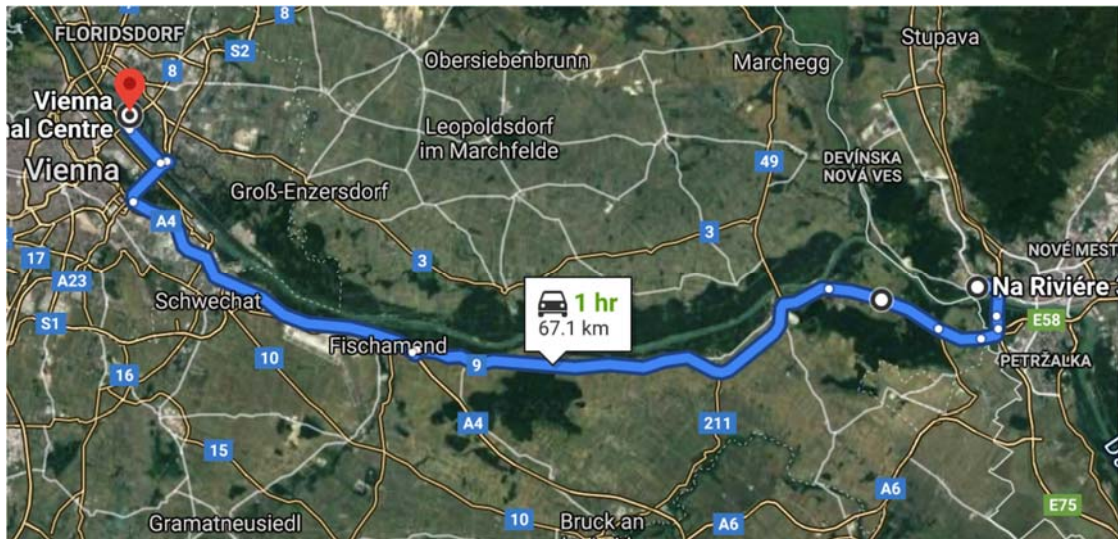 8
FLORIDSDORF
S2
8
Obersiebenbrunn
Marchegg
Stupava
Vienna
nal Centre
Vienna
Leopoldsdorf
im Marchfelde
49
DEVÍNSKA
NOVÁ VES
Groß-Enzersdorf
A4
3
3
NOVÉ MEST
17
A23
Schwechat
1 hr
67.1 km
Na Riviére 3
E58
S1
10
Fischamend
9
PETRŽALKA
16
A4
211
15
A6
E75
Gramatneusiedl
10
Bruck an
A6